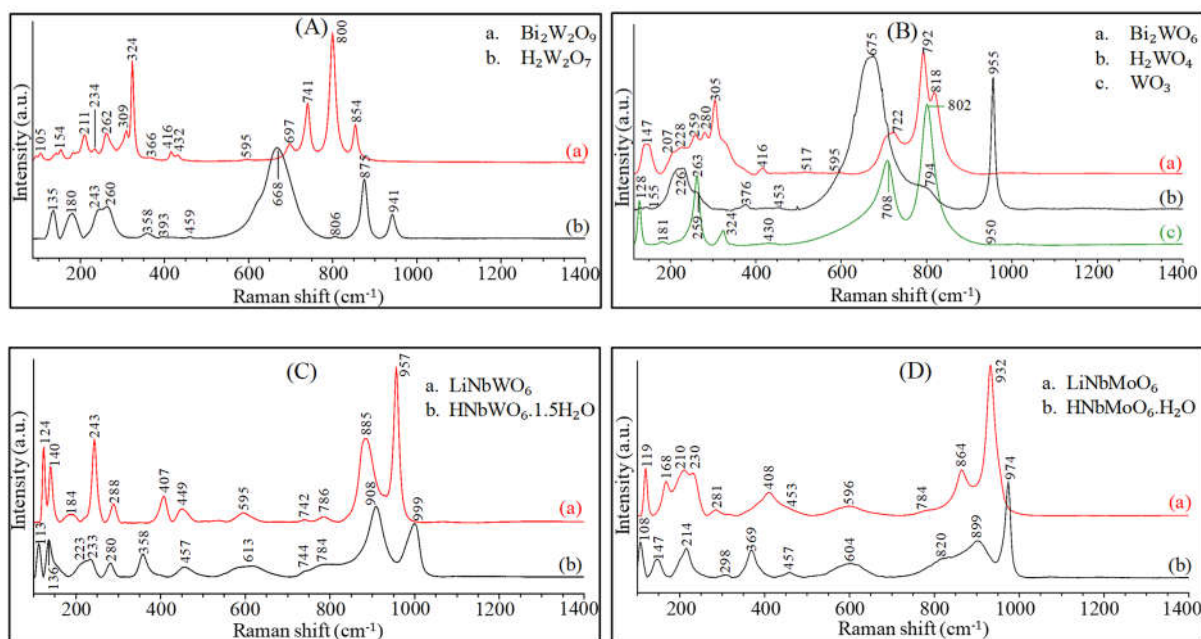 (A)
a. Bi₂W₂O₉
b. H₂W₂O₇
Intensity (a.u.)
105 154 211 234 262 309 324 366 416 432 595 697 741 800 854
(a)
135 180 243 260 358 393 459 668 806 875 941
(b)
200 400 600 800 1000 1200 1400
Raman shift (cm⁻¹)
(B)
a. Bi₂WO₆
b. H₂WO₄
c. WO₃
Intensity (a.u.)
147 207 228 259 280 305 416 517 595 722 792 818
(a)
155 226 259 376 453 675 794 955
(b)
128 181 263 324 430 708 802 950
(c)
200 400 600 800 1000 1200 1400
Raman shift (cm⁻¹)
(C)
a. LiNbWO₆
b. HNbWO₆.1.5H₂O
Intensity (a.u.)
124 140 184 243 288 407 449 595 742 786 885 957
(a)
113 136 223 233 280 358 457 613 744 784 908 999
(b)
200 400 600 800 1000 1200 1400
Raman shift (cm⁻¹)
(D)
a. LiNbMoO₆
b. HNbMoO₆.H₂O
Intensity (a.u.)
119 168 210 230 281 408 453 596 784 864 932
(a)
108 147 214 298 369 457 604 820 899 974
(b)
200 400 600 800 1000 1200 1400
Raman shift (cm⁻¹)